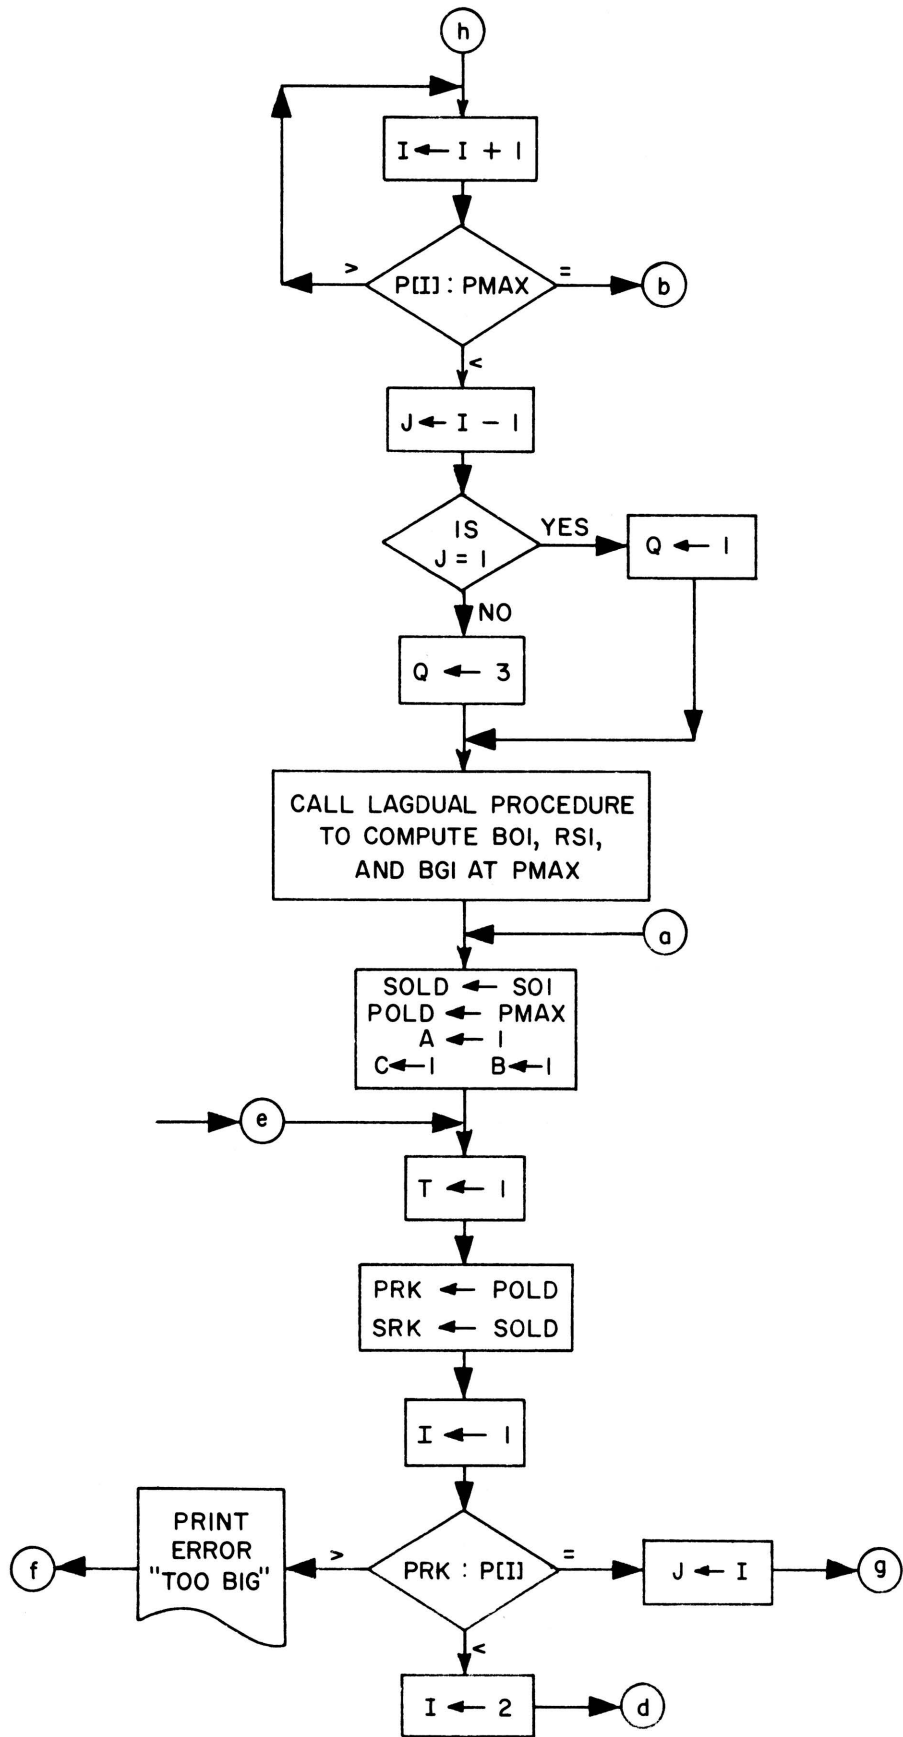 h
I ← I + 1
>
P[I] : PMAX
=
b
<
J ← I - 1
IS
J = 1
YES
Q ← 1
NO
Q ← 3
CALL LAGDUAL PROCEDURE
TO COMPUTE BOI, RSI,
AND BGI AT PMAX
a
SOLD ← SOI
POLD ← PMAX
A ← 1
C ← 1 B ← 1
e
T ← 1
PRK ← POLD
SRK ← SOLD
I ← 1
PRINT
ERROR
"TOO BIG"
f
>
PRK : P[I]
=
J ← I
g
<
I ← 2
d